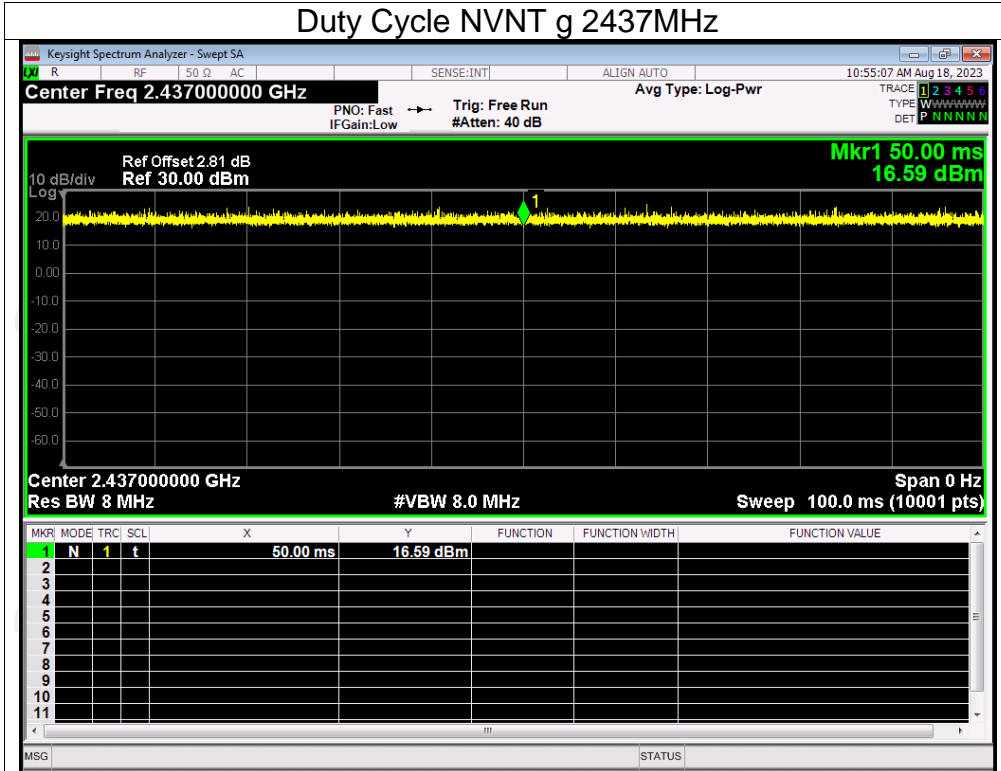 Duty Cycle NVNT g 2437MHz
Keysight Spectrum Analyzer - Swept SA
LXI R RF 50 Ω AC SENSE:INT ALIGN AUTO 10:55:07 AM Aug 18, 2023
Center Freq 2.437000000 GHz Avg Type: Log-Pwr TRACE 1 2 3 4 5 6
PNO: Fast Trig: Free Run TYPE WWWWWW
IFGain:Low #Atten: 40 dB DET P N N N N N
Mkr1 50.00 ms
Ref Offset 2.81 dB
10 dB/div Ref 30.00 dBm 16.59 dBm
Log
1
20.0
10.0
0.00
-10.0
-20.0
-30.0
-40.0
-50.0
-60.0
Center 2.437000000 GHz Span 0 Hz
Res BW 8 MHz #VBW 8.0 MHz Sweep 100.0 ms (10001 pts)
MKR MODE TRC SCL X Y FUNCTION FUNCTION WIDTH FUNCTION VALUE
1 N 1 t 50.00 ms 16.59 dBm
2
3
4
5
6
7
8
9
10
11
MSG STATUS